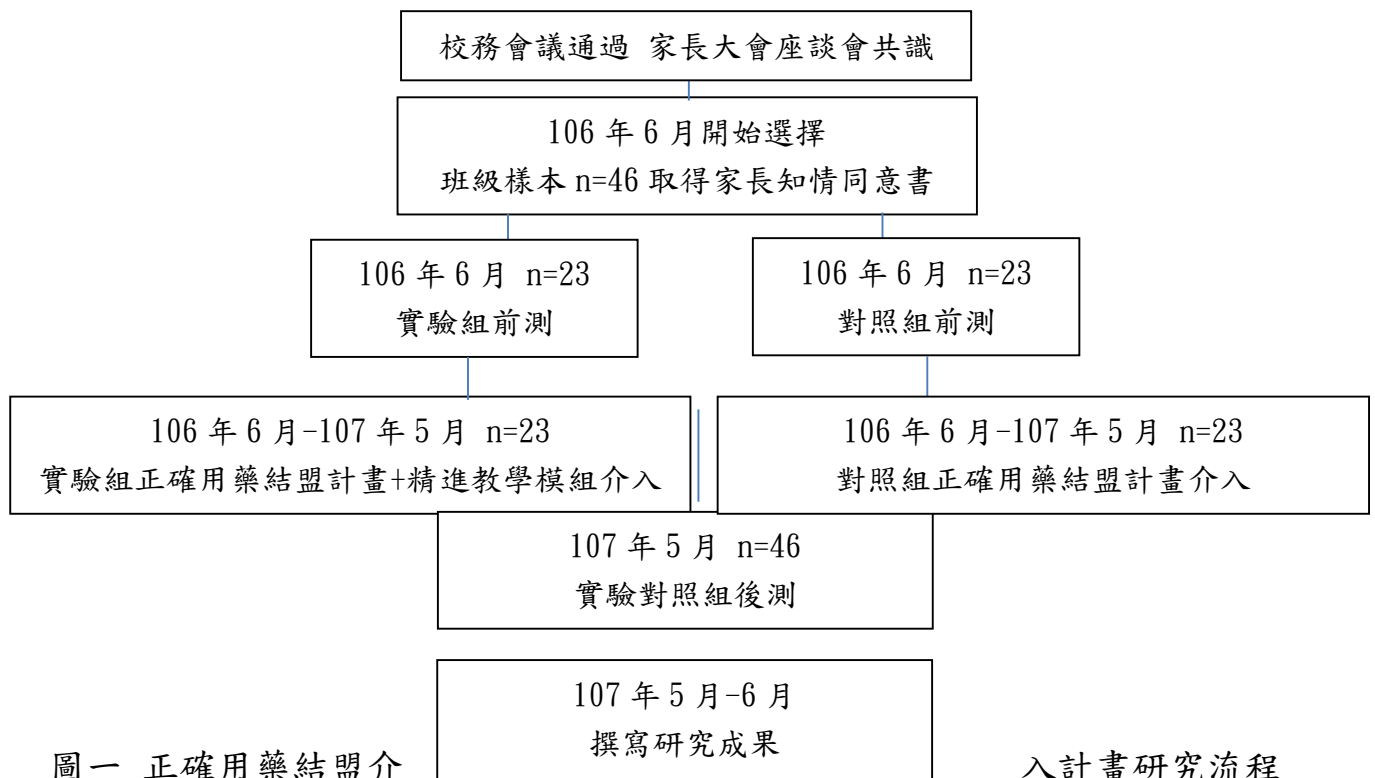 校務會議通過 家長大會座談會共識
106 年 6 月開始選擇
班級樣本 n=46 取得家長知情同意書
106 年 6 月 n=23
實驗組前測
106 年 6 月 n=23
對照組前測
106 年 6 月-107 年 5 月 n=23
實驗組正確用藥結盟計畫+精進教學模組介入
106 年 6 月-107 年 5 月 n=23
對照組正確用藥結盟計畫介入
107 年 5 月 n=46
實驗對照組後測
107 年 5 月-6 月
撰寫研究成果
圖一 正確用藥結盟介入計畫研究流程